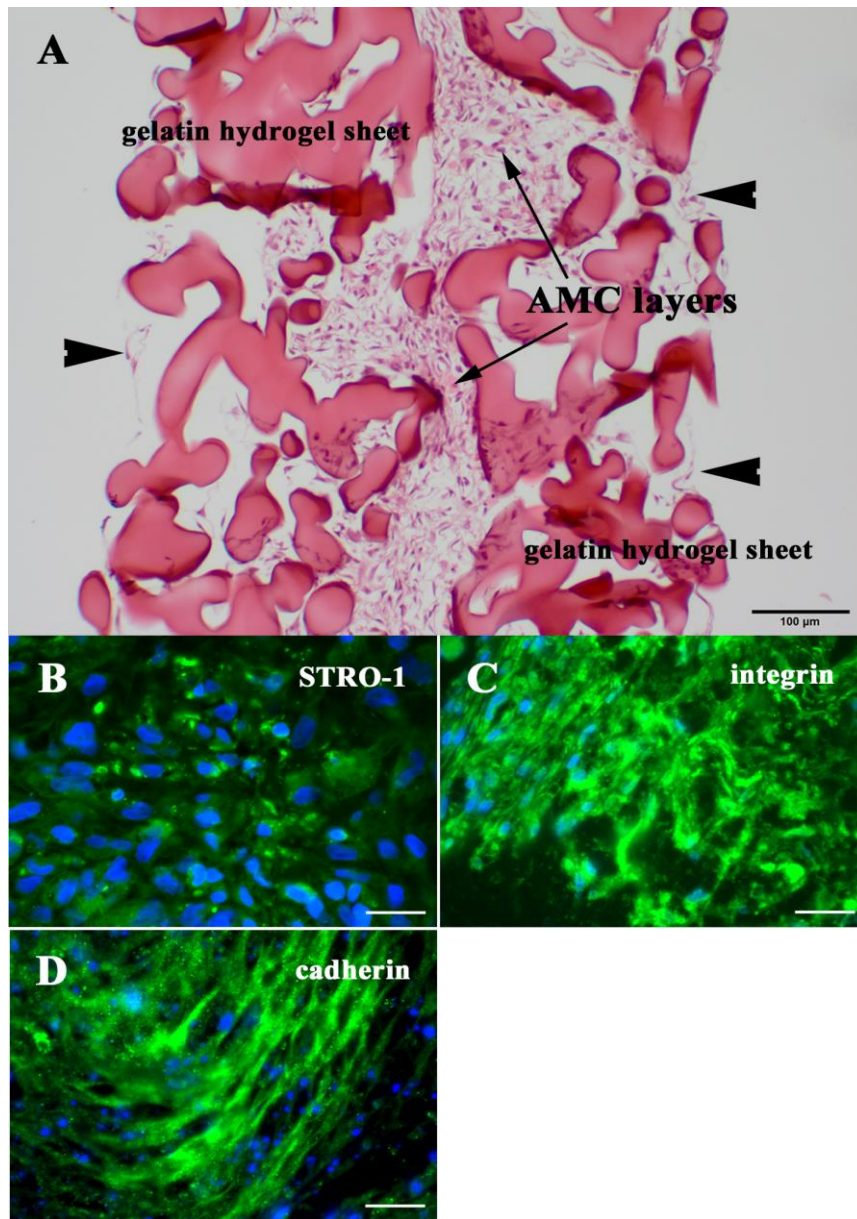 A
gelatin hydrogel sheet
AMC layers
gelatin hydrogel sheet
100 µm
B
STRO-1
C
integrin
D
cadherin